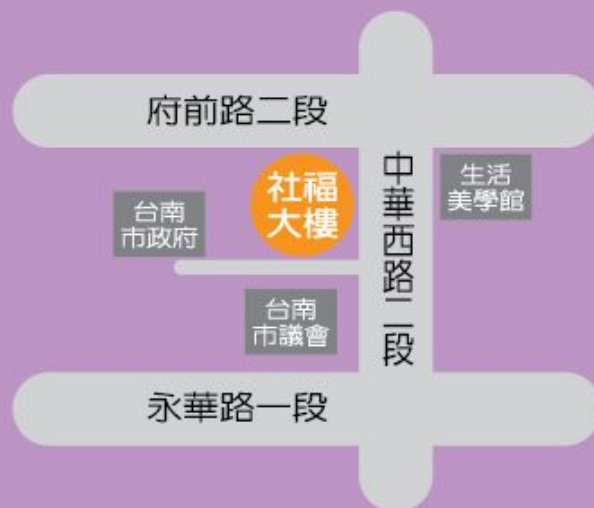 府前路二段
社福
大樓
中華西路二段
生活
美學館
台南
市政府
台南
市議會
永華路一段